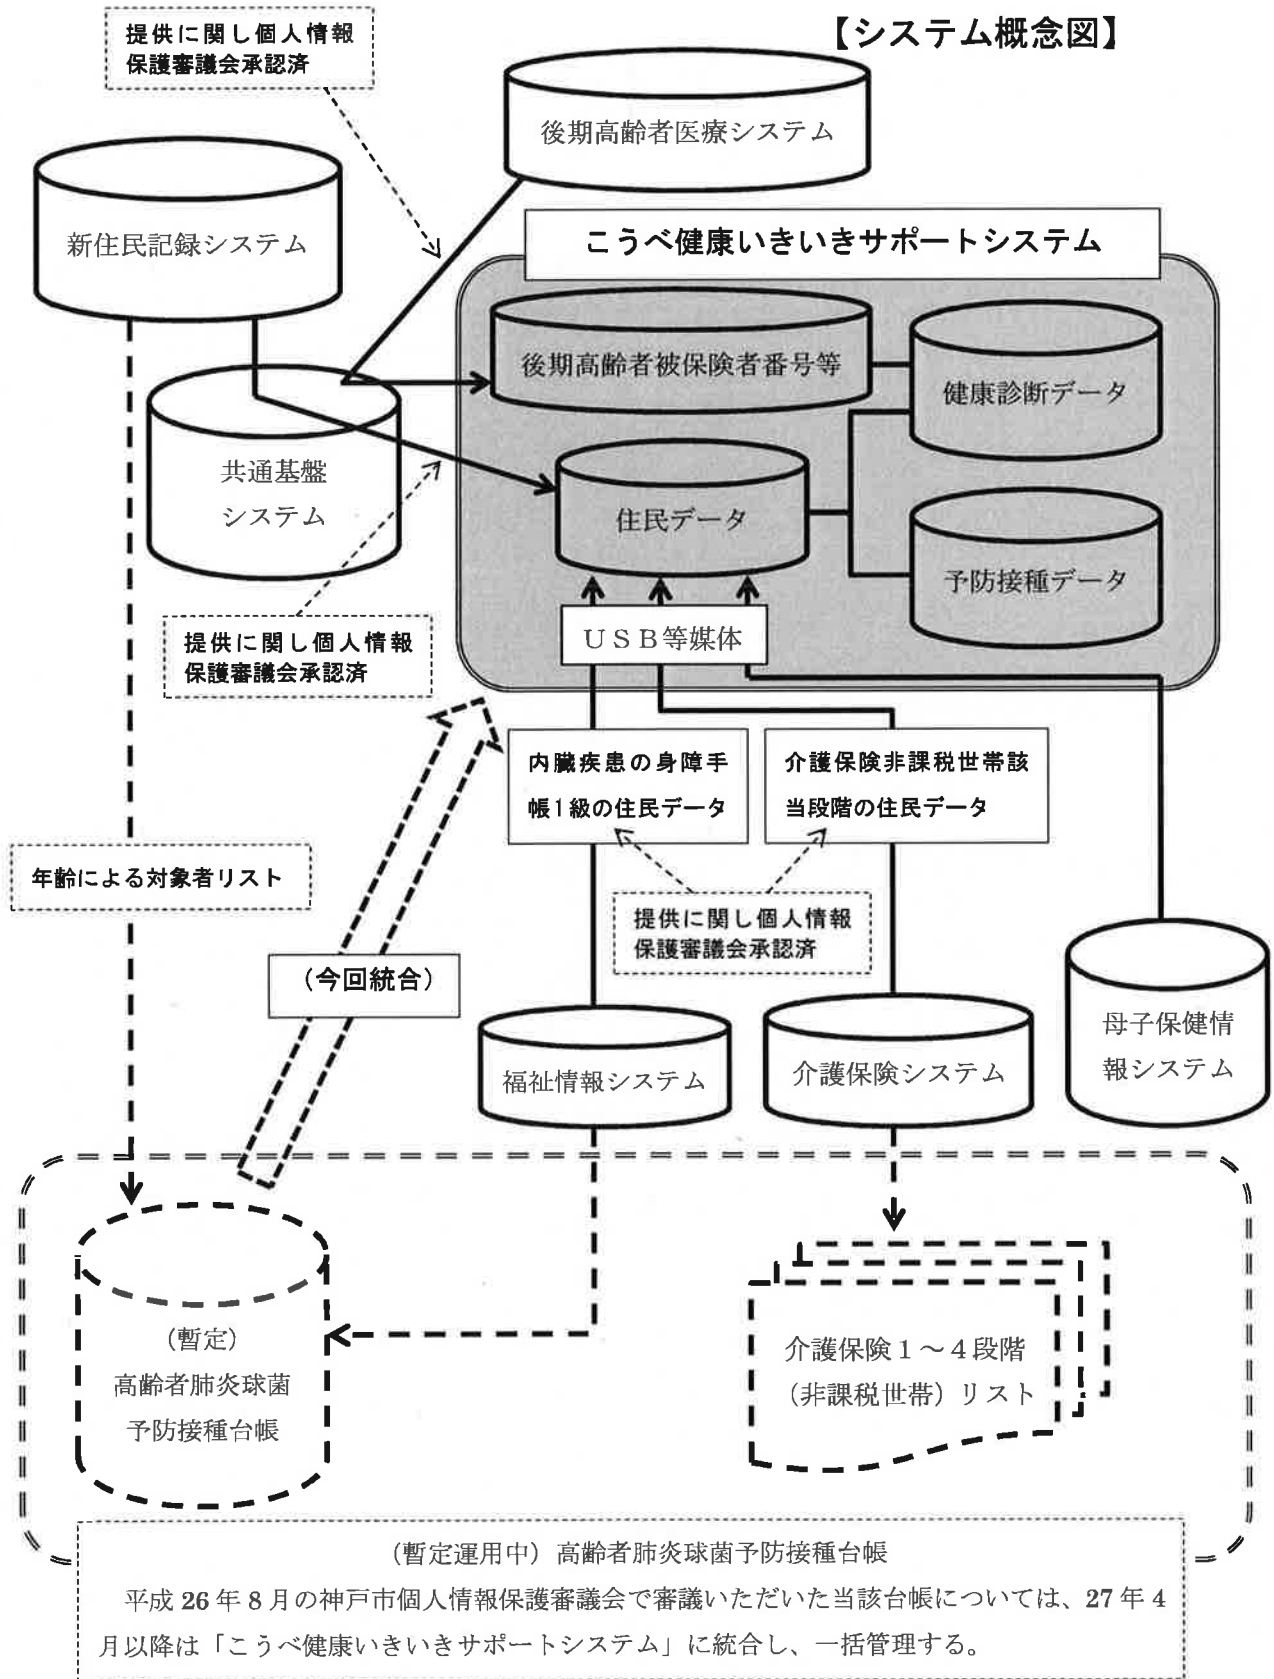 【システム概念図】
提供に関し個人情報
保護審議会承認済
後期高齢者医療システム
新住民記録システム
こうべ健康いきいきサポートシステム
後期高齢者被保険者番号等
健康診断データ
共通基盤
システム
住民データ
予防接種データ
提供に関し個人情報
保護審議会承認済
USB等媒体
内臓疾患の身障手
帳1級の住民データ
介護保険非課税世帯該
当段階の住民データ
年齢による対象者リスト
提供に関し個人情報
保護審議会承認済
(今回統合)
福祉情報システム
介護保険システム
母子保健情
報システム
(暫定)
高齢者肺炎球菌
予防接種台帳
介護保険1~4段階
(非課税世帯)リスト
(暫定運用中)高齢者肺炎球菌予防接種台帳
平成26年8月の神戸市個人情報保護審議会で審議いただいた当該台帳については、27年4
月以降は「こうべ健康いきいきサポートシステム」に統合し、一括管理する。